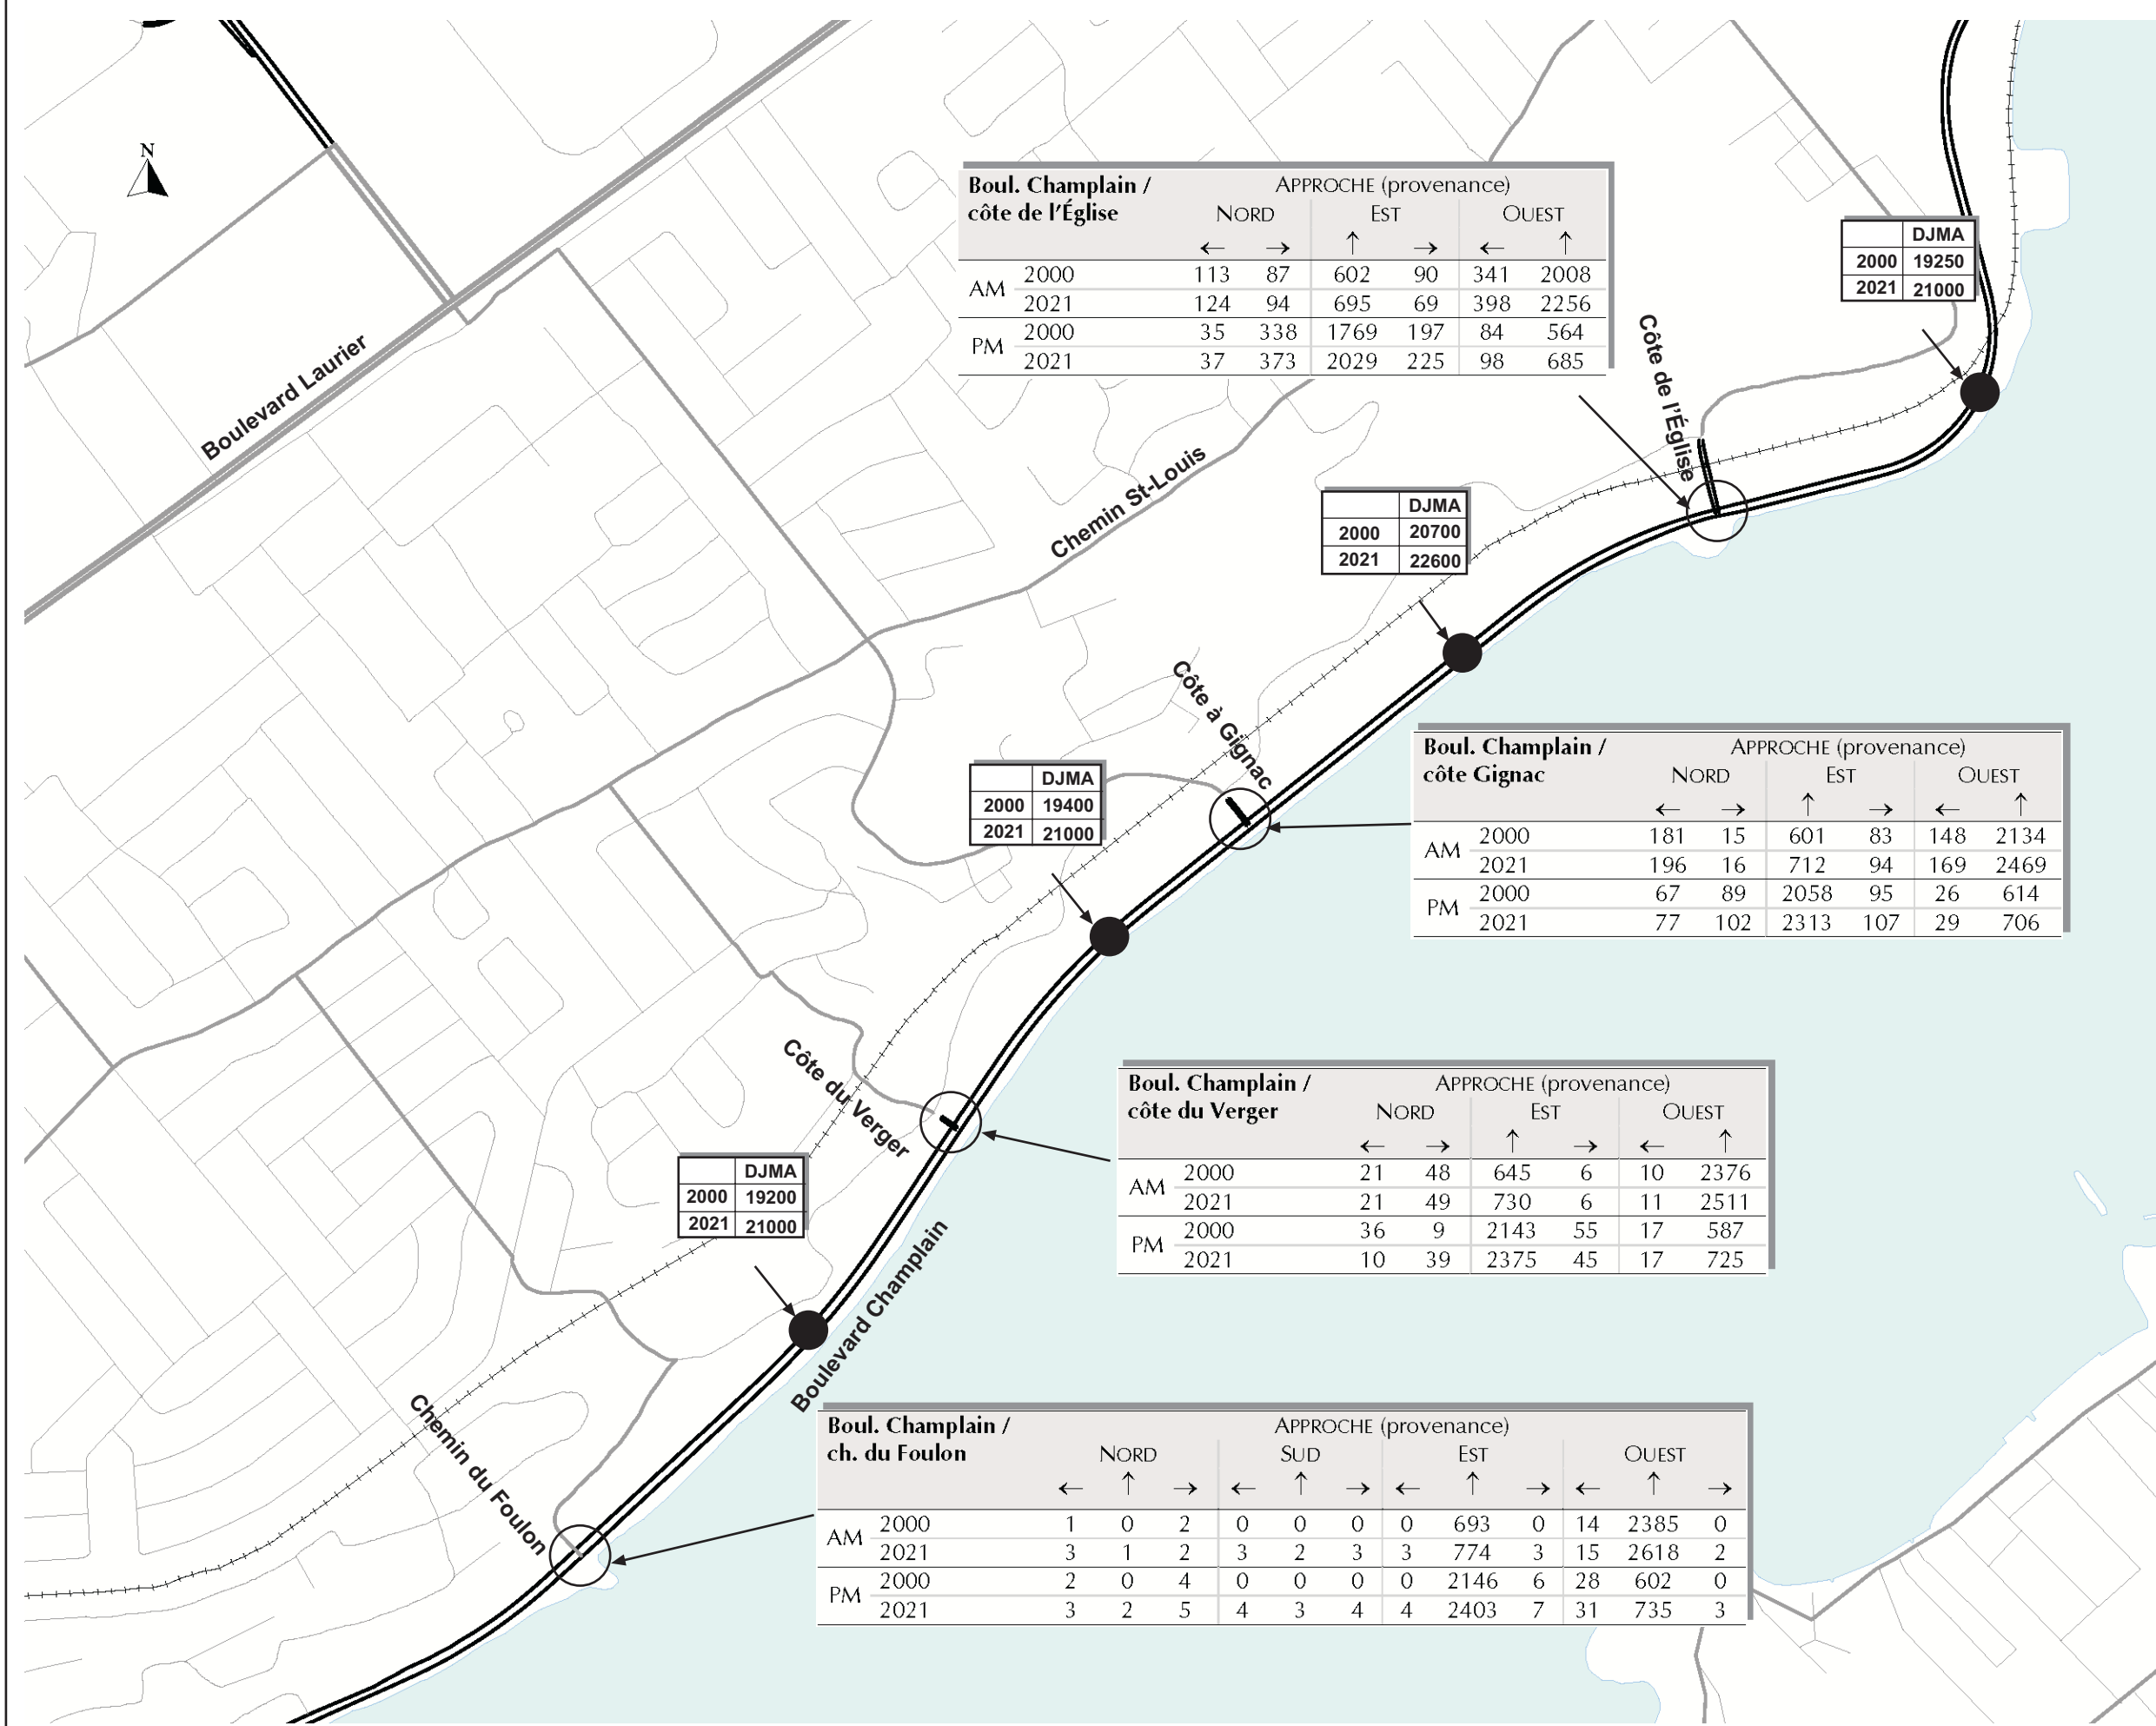 N
Boul. Champlain / APPROCHE (provenance)
côte de l'Église NORD EST OUEST
← → ↑ → ← ↑
AM 2000 113 87 602 90 341 2008
2021 124 94 695 69 398 2256
PM 2000 35 338 1769 197 84 564
2021 37 373 2029 225 98 685
DJMA
2000 19250
2021 21000
Boulevard Laurier
Côte de l'Église
Chemin St-Louis
DJMA
2000 20700
2021 22600
Côte à Gignac
Boul. Champlain / APPROCHE (provenance)
côte Gignac NORD EST OUEST
← → ↑ → ← ↑
AM 2000 181 15 601 83 148 2134
2021 196 16 712 94 169 2469
PM 2000 67 89 2058 95 26 614
2021 77 102 2313 107 29 706
DJMA
2000 19400
2021 21000
Côte du Verger
Boul. Champlain / APPROCHE (provenance)
côte du Verger NORD EST OUEST
← → ↑ → ← ↑
AM 2000 21 48 645 6 10 2376
2021 21 49 730 6 11 2511
PM 2000 36 9 2143 55 17 587
2021 10 39 2375 45 17 725
DJMA
2000 19200
2021 21000
Boulevard Champlain
Chemin du Foulon
Boul. Champlain / APPROCHE (provenance)
ch. du Foulon NORD SUD EST OUEST
← ↑ → ← ↑ → ← ↑ → ← ↑ →
AM 2000 1 0 2 0 0 0 0 693 0 14 2385 0
2021 3 1 2 3 2 3 3 774 3 15 2618 2
PM 2000 2 0 4 0 0 0 0 2146 6 28 602 0
2021 3 2 5 4 3 4 4 2403 7 31 735 3